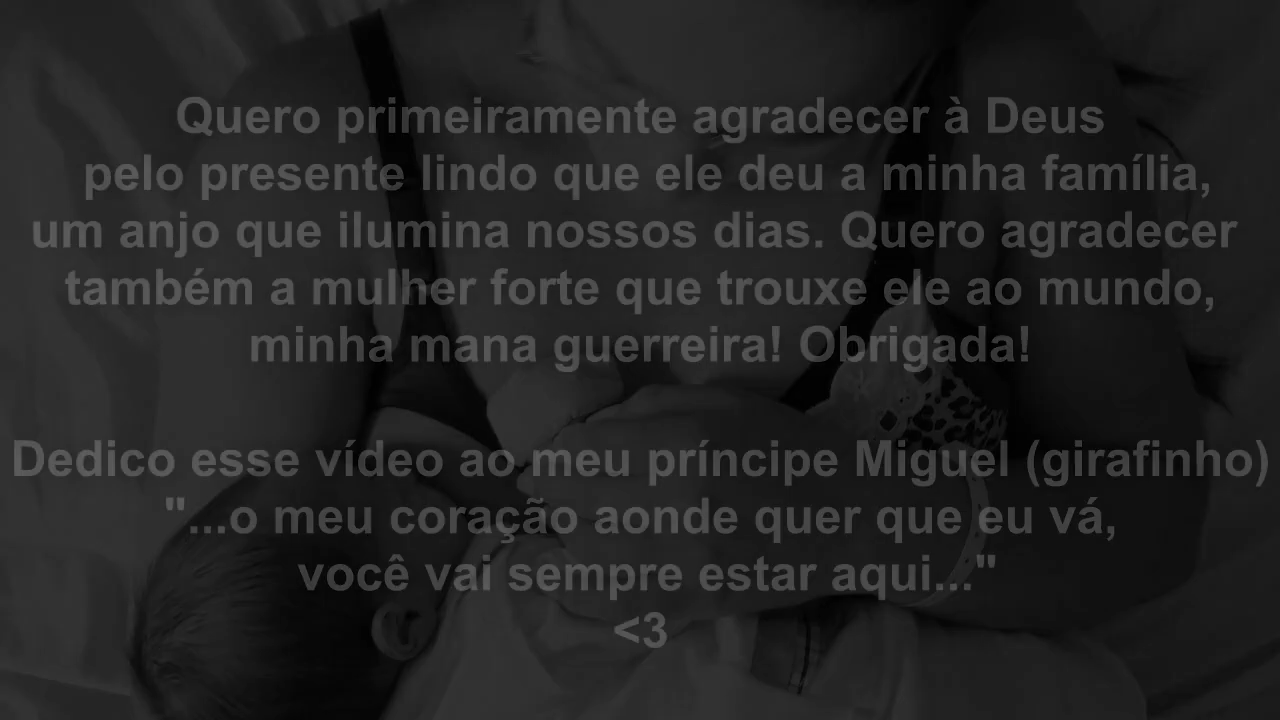 Quero primeiramente agradecer à Deus
pelo presente lindo que ele deu a minha família,
um anjo que ilumina nossos dias. Quero agradecer
também a mulher forte que trouxe ele ao mundo,
minha mana guerreira! Obrigada!
Dedico esse vídeo ao meu príncipe Miguel (girafinho)
"...o meu coração aonde quer que eu vá,
você vai sempre estar aqui..."
<3